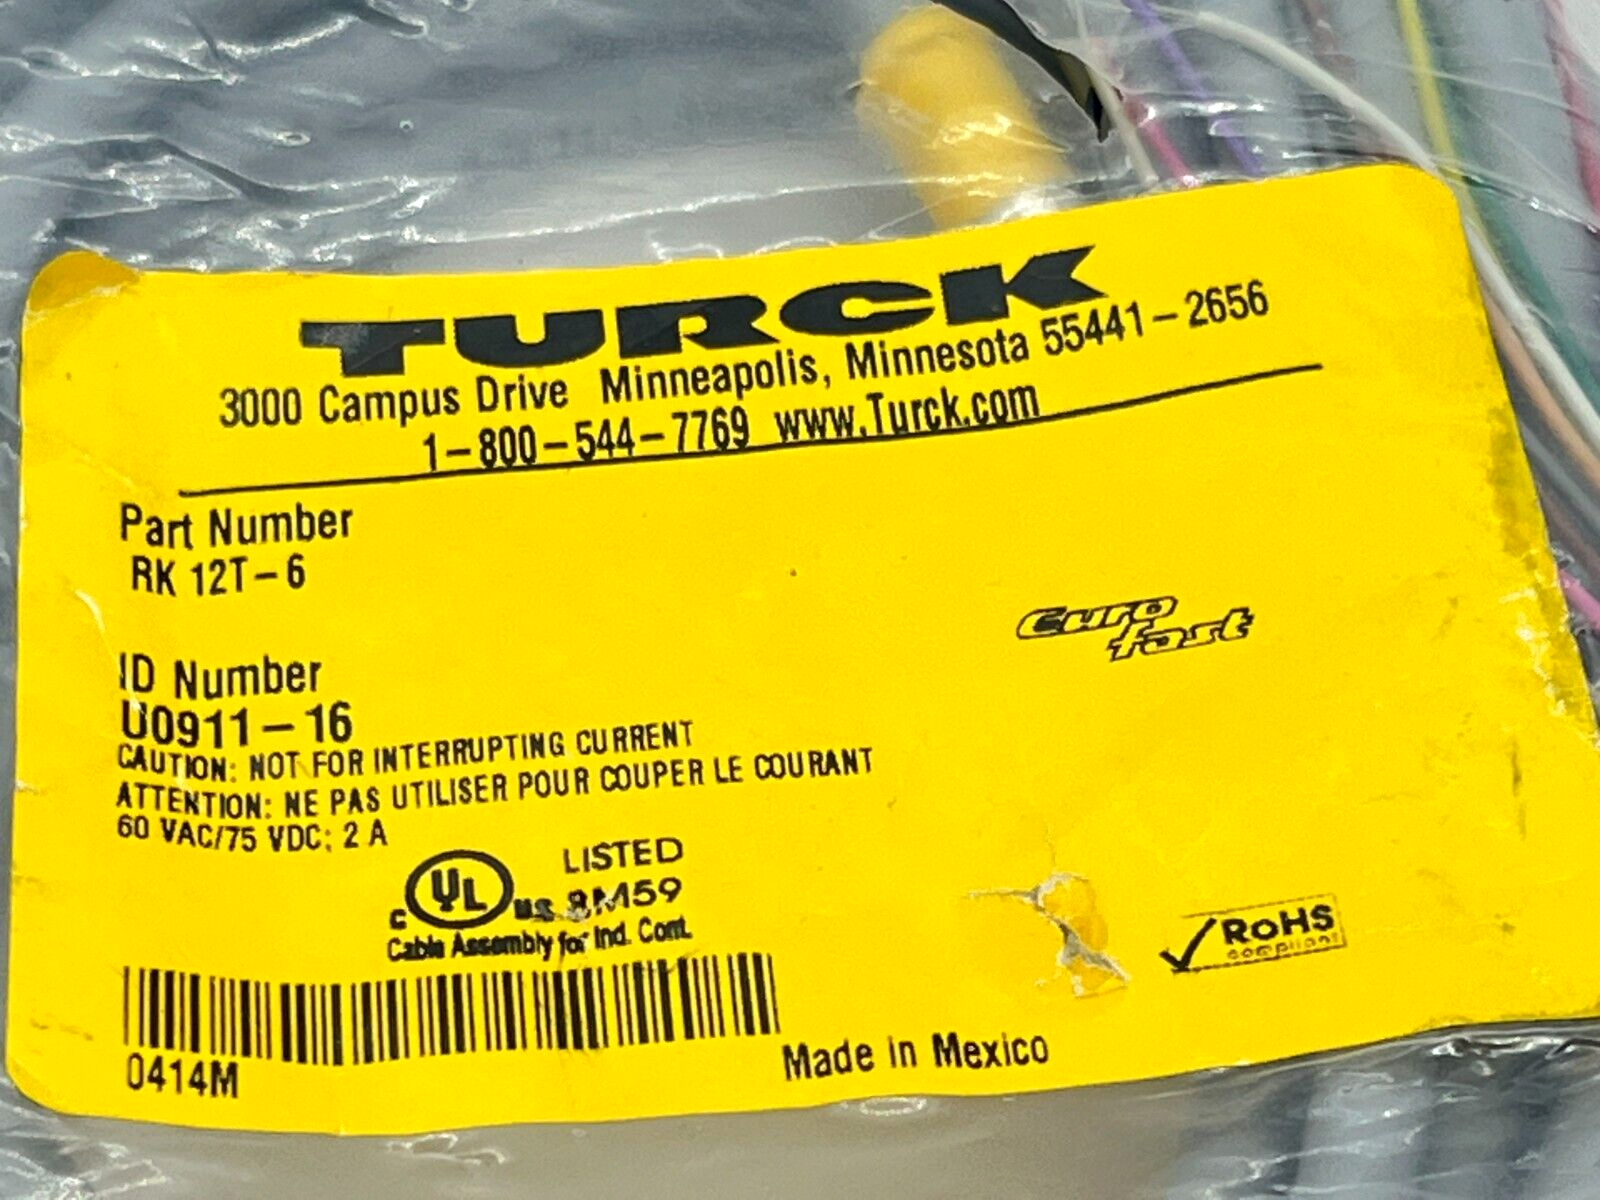 TURCK
3000 Campus Drive Minneapolis, Minnesota 55441-2656
1-800-544-7769 www.Turck.com
Part Number
RK 12T-6
ID Number
U0911-16
CAUTION: NOT FOR INTERRUPTING CURRENT
ATTENTION: NE PAS UTILISER POUR COUPER LE COURANT
60 VAC/75 VDC; 2 A
c UL us LISTED
8M59
Cable Assembly for Ind. Cont.
0414M
Made in Mexico
Euro
fast
RoHS
compliant